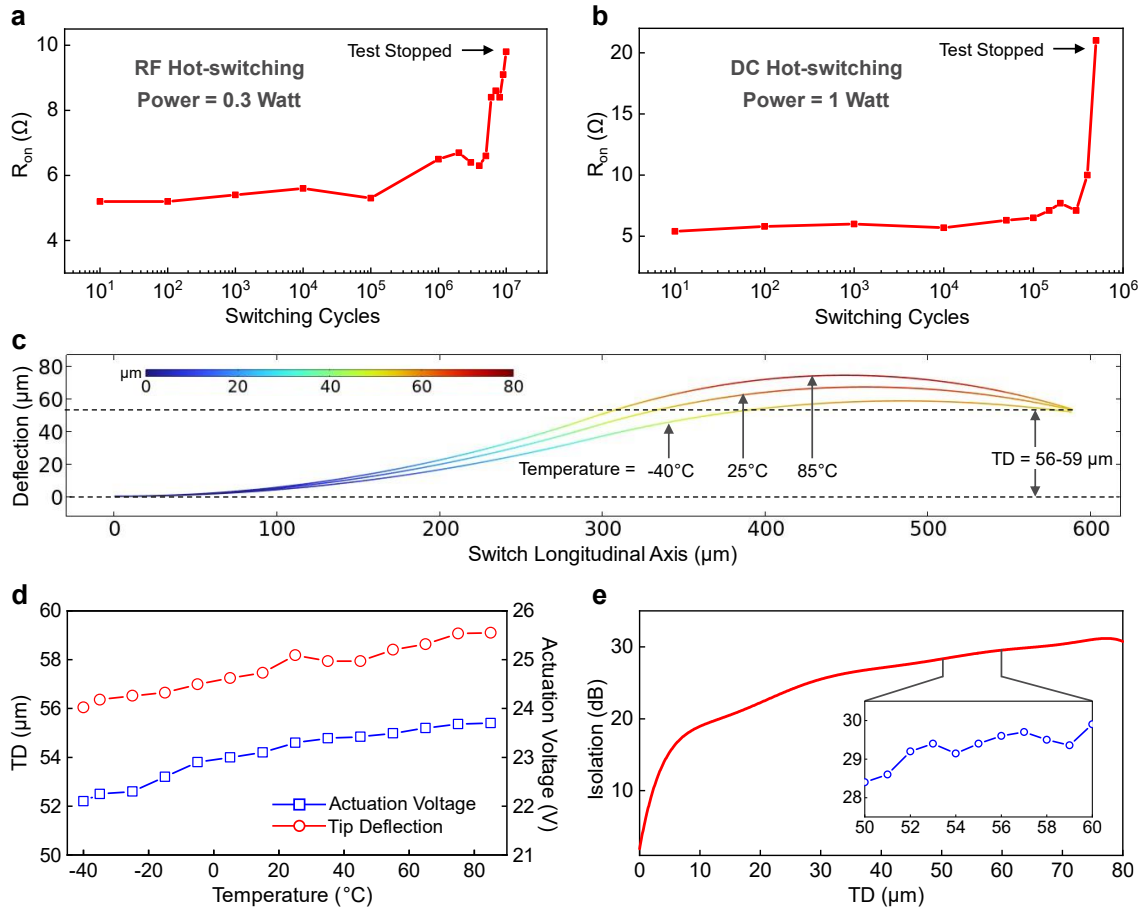 a
10
8
6
4
R_on (Ω)
RF Hot-switching
Power = 0.3 Watt
Test Stopped
10¹ 10² 10³ 10⁴ 10⁵ 10⁶ 10⁷
Switching Cycles
b
20
15
10
5
R_on (Ω)
DC Hot-switching
Power = 1 Watt
Test Stopped
10¹ 10² 10³ 10⁴ 10⁵ 10⁶
Switching Cycles
c
80
60
40
20
0
Deflection (µm)
µm
0 20 40 60 80
Temperature = -40°C 25°C 85°C
TD = 56-59 µm
0 100 200 300 400 500 600
Switch Longitudinal Axis (µm)
d
60
58
56
54
52
50
TD (µm)
26
25
24
23
22
21
Actuation Voltage (V)
Actuation Voltage
Tip Deflection
-40 -20 0 20 40 60 80
Temperature (°C)
e
30
20
10
Isolation (dB)
30
29
28
50 52 54 56 58 60
0 10 20 30 40 50 60 70 80
TD (µm)